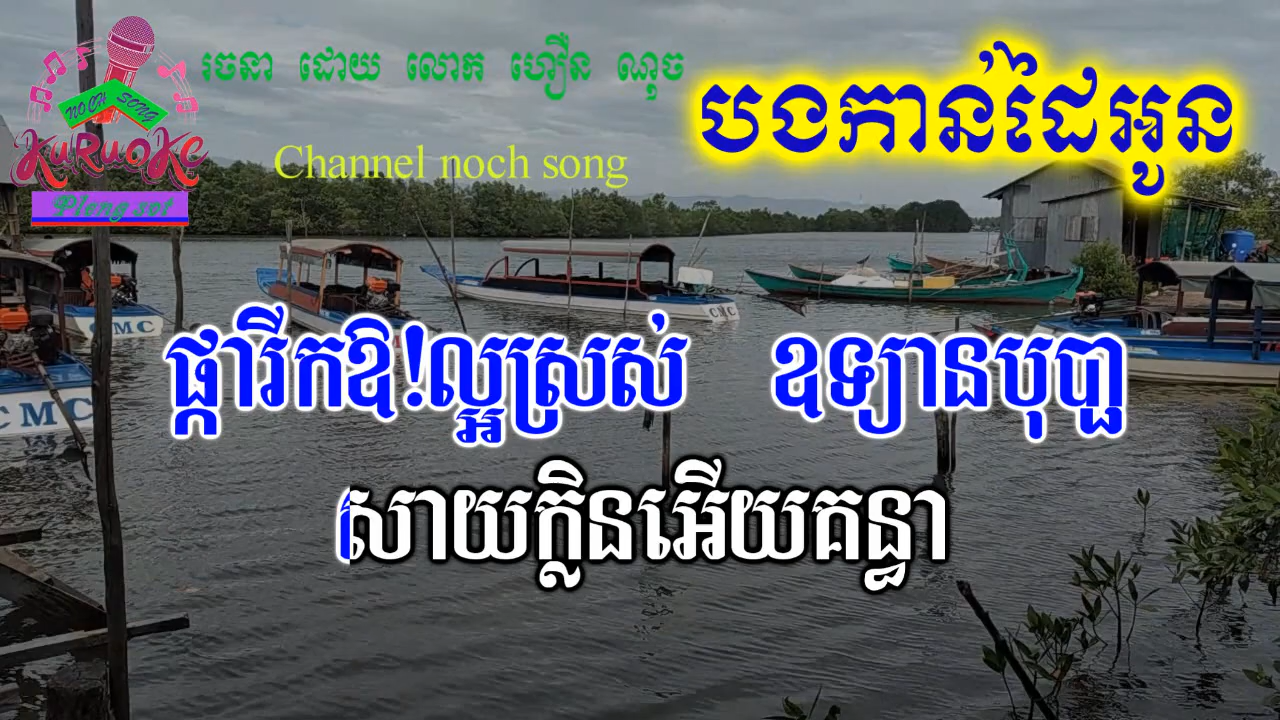 NOCH SONG
KuRuoKe
Pleng sot
រចនា ដោយ លោក ហឿន ណុច
Channel noch song
បងកាន់ដៃអូន
CMC
CMC
CMC
ផ្ការីកឱ!ល្អស្រស់ ឧទ្យានបុប្ផា
សាយក្លិនអើយគន្ធា